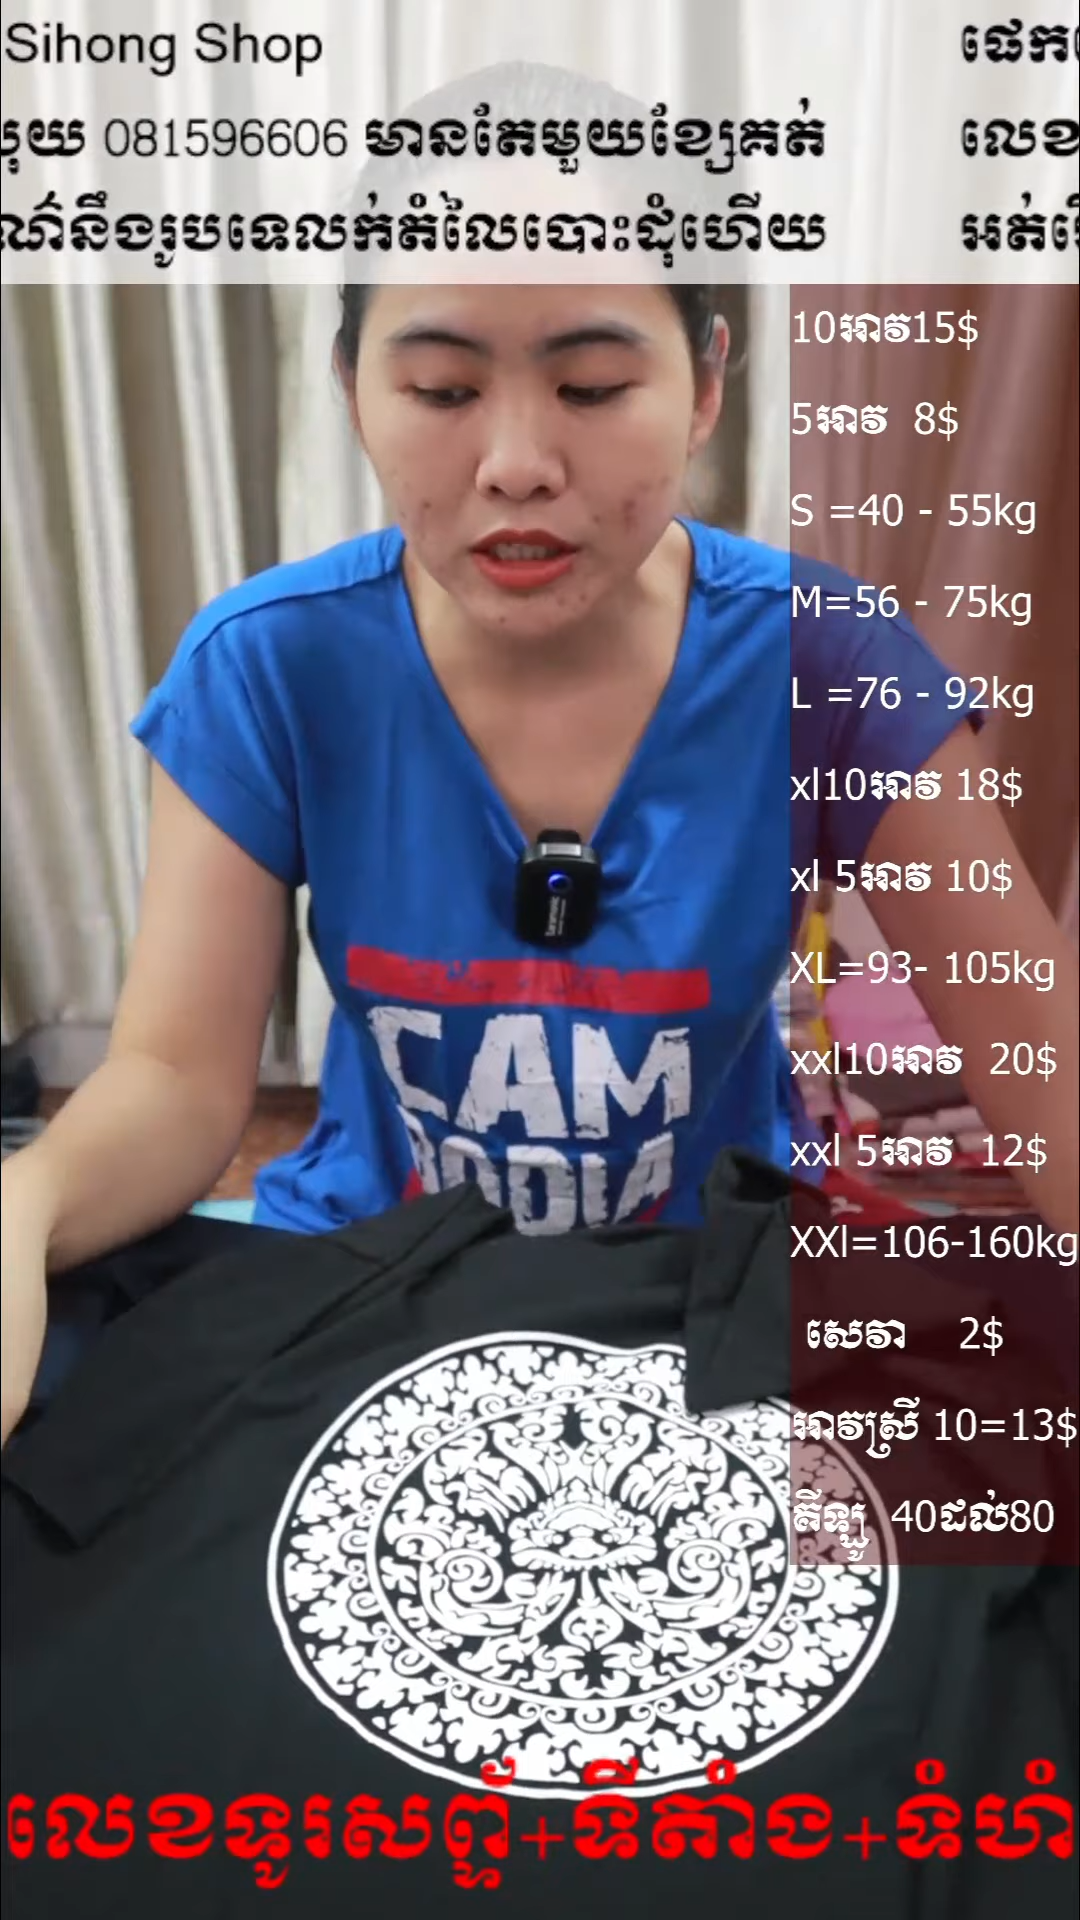 Sihong Shop
081596606 មានតែមួយខ្សែគត់
នឹងរូបទេលក់តំលៃបោះដុំហើយ
លេខ
10អាវ15$
5អាវ 8$
S =40 - 55kg
M=56 - 75kg
L =76 - 92kg
xl10អាវ 18$
xl 5អាវ 10$
XL=93- 105kg
xxl10អាវ 20$
xxl 5អាវ 12$
XXl=106-160kg
សេវា 2$
អាវស្រី 10=13$
គីឡូ 40ដល់80
CAM
BODIA
លេខទូរសព្ទ័+ទីតាំង+ទំហំ